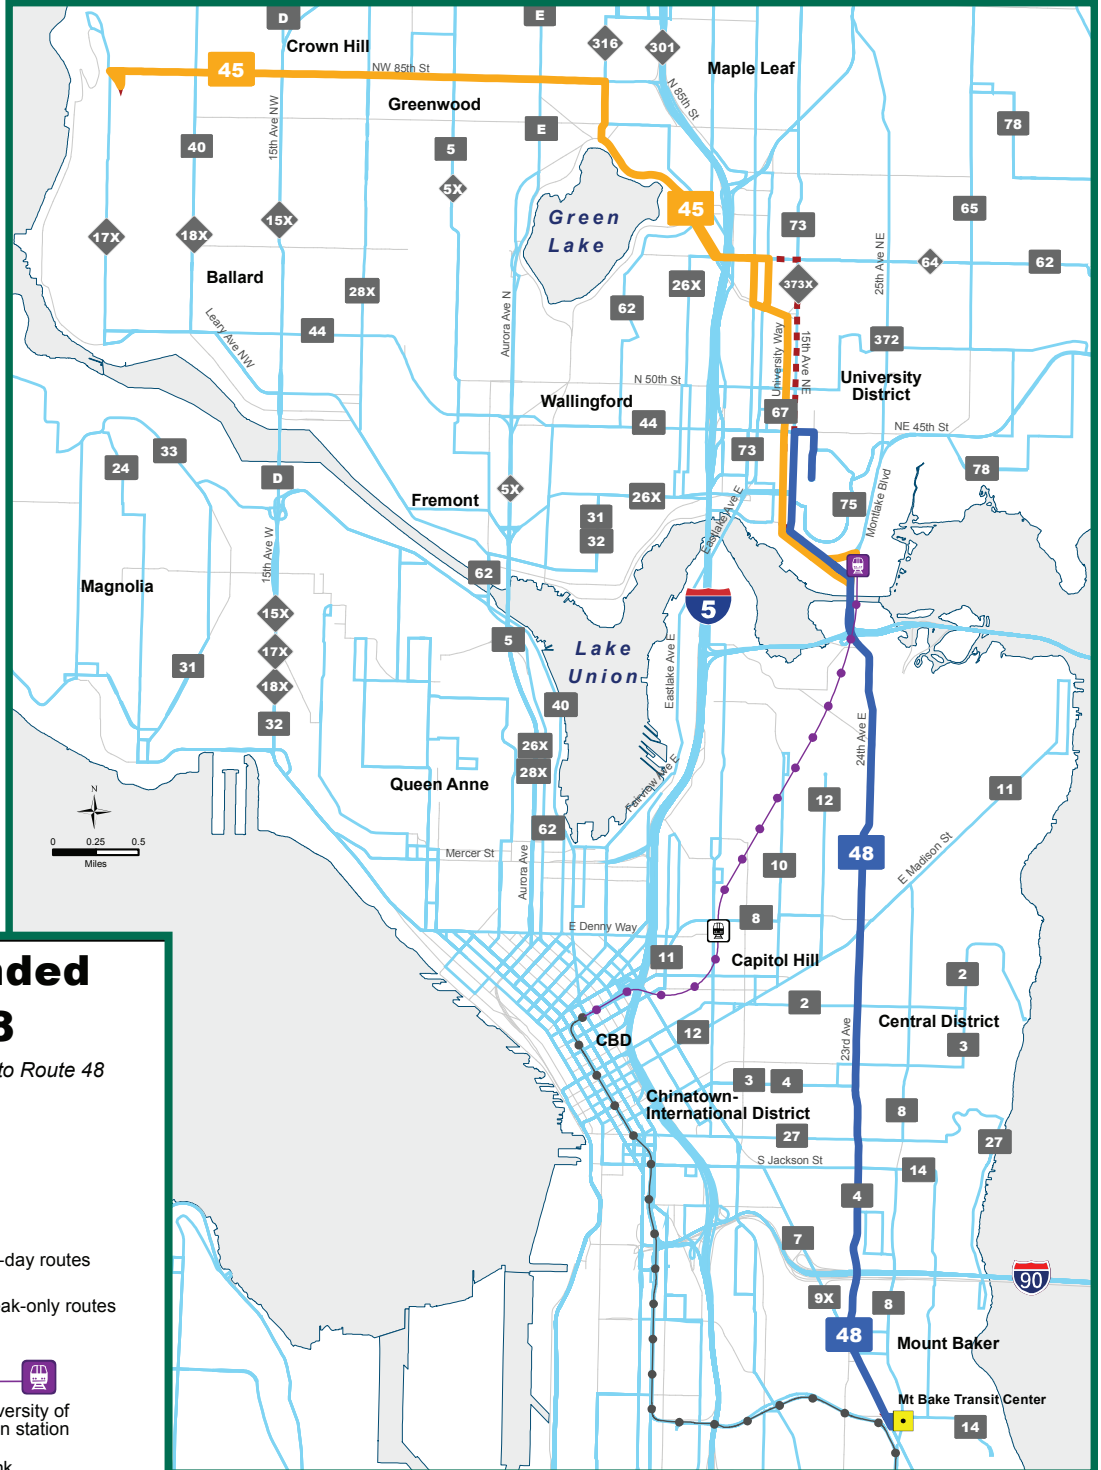 D
E
316
301
Crown Hill
Maple Leaf
45
NW 85th St
N 85th St
Greenwood
78
E
15th Ave NW
40
5
5X
Green
Lake
45
65
73
17X
18X
15X
25th Ave NE
64
62
Ballard
28X
26X
373X
62
Aurora Ave N
Leary Ave NW
44
University Way
15th Ave NE
372
N 50th St
University
District
Wallingford
67
44
NE 45th St
33
24
73
78
D
Fremont
5X
26X
75
Montlake Blvd
31
32
Eastlake Ave E
15th Ave W
62
Magnolia
5
15X
17X
18X
31
32
5
Lake
Union
Eastlake Ave E
40
24th Ave E
26X
28X
Queen Anne
Fairview Ave E
N
0 0.25 0.5
Miles
12
11
62
Mercer St
Aurora Ave
48
E Madison St
10
8
E Denny Way
11
Capitol Hill
2
2
12
Central District
3
CBD
23rd Ave
3
4
Chinatown-
International District
8
27
27
S Jackson St
14
4
7
90
9X
8
48
Mount Baker
Mt Bake Transit Center
14
nded
8
to Route 48
-day routes
eak-only routes
versity of
n station
nk